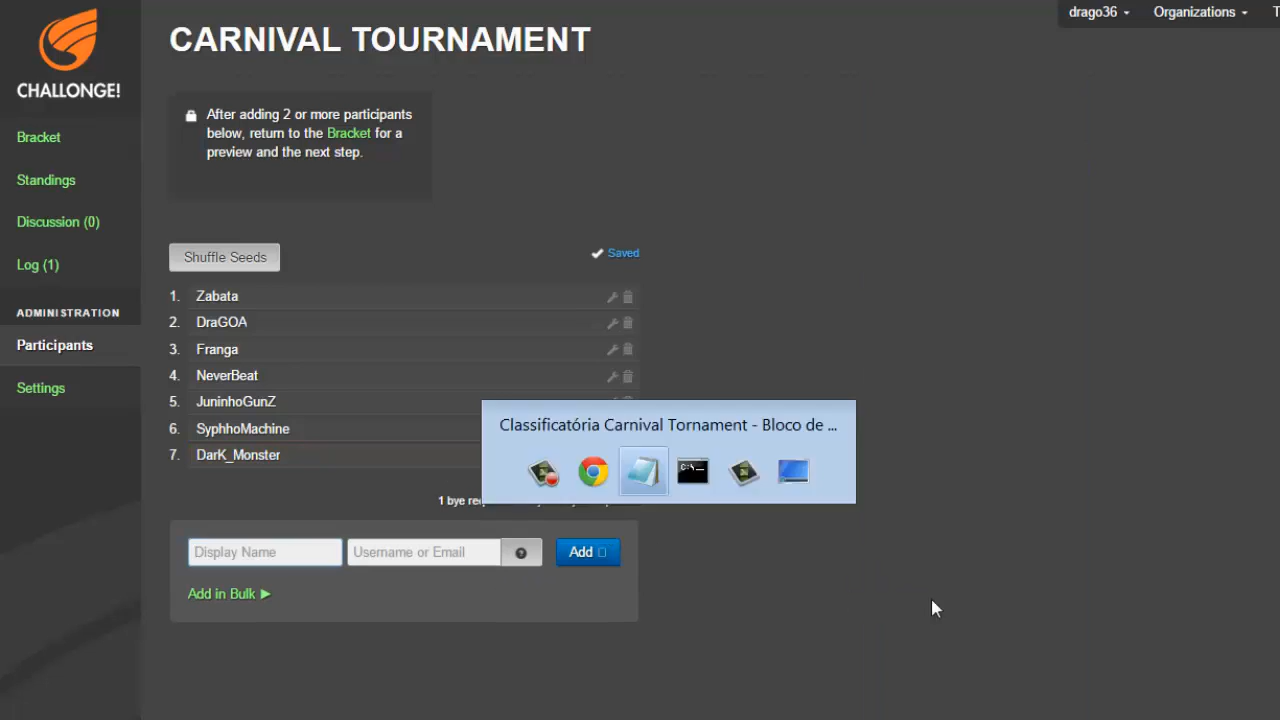 drago36
Organizations
T
CHALLONGE!
Bracket
Standings
Discussion (0)
Log (1)
ADMINISTRATION
Participants
Settings
CARNIVAL TOURNAMENT
After adding 2 or more participants
below, return to the Bracket for a
preview and the next step.
Shuffle Seeds
Saved
1. Zabata
2. DraGOA
3. Franga
4. NeverBeat
5. JuninhoGunZ
6. SyphhoMachine
7. DarK_Monster
Classificatória Carnival Tornament - Bloco de ...
C:\
1 bye
Display Name
Username or Email
Add
Add in Bulk